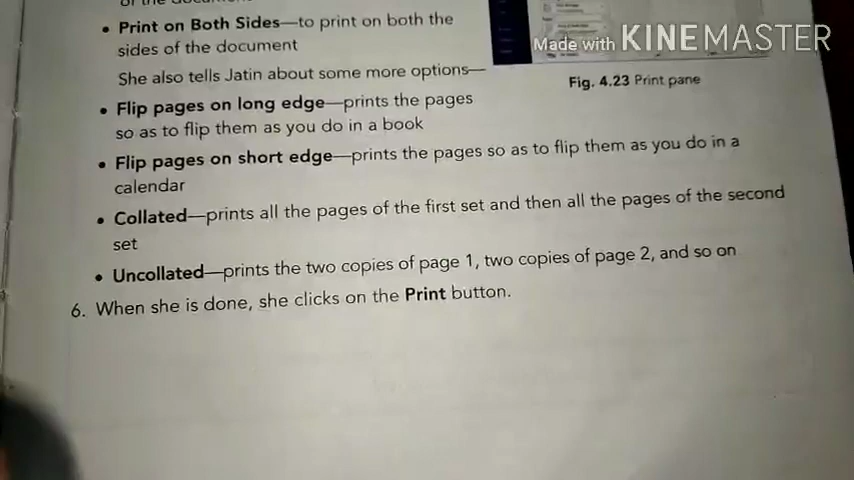 of the document
• Print on Both Sides—to print on both the
sides of the document
She also tells Jatin about some more options—
• Flip pages on long edge—prints the pages
so as to flip them as you do in a book
Made with KINEMASTER
Fig. 4.23 Print pane
• Flip pages on short edge—prints the pages so as to flip them as you do in a
calendar
• Collated—prints all the pages of the first set and then all the pages of the second
set
• Uncollated—prints the two copies of page 1, two copies of page 2, and so on
6. When she is done, she clicks on the Print button.